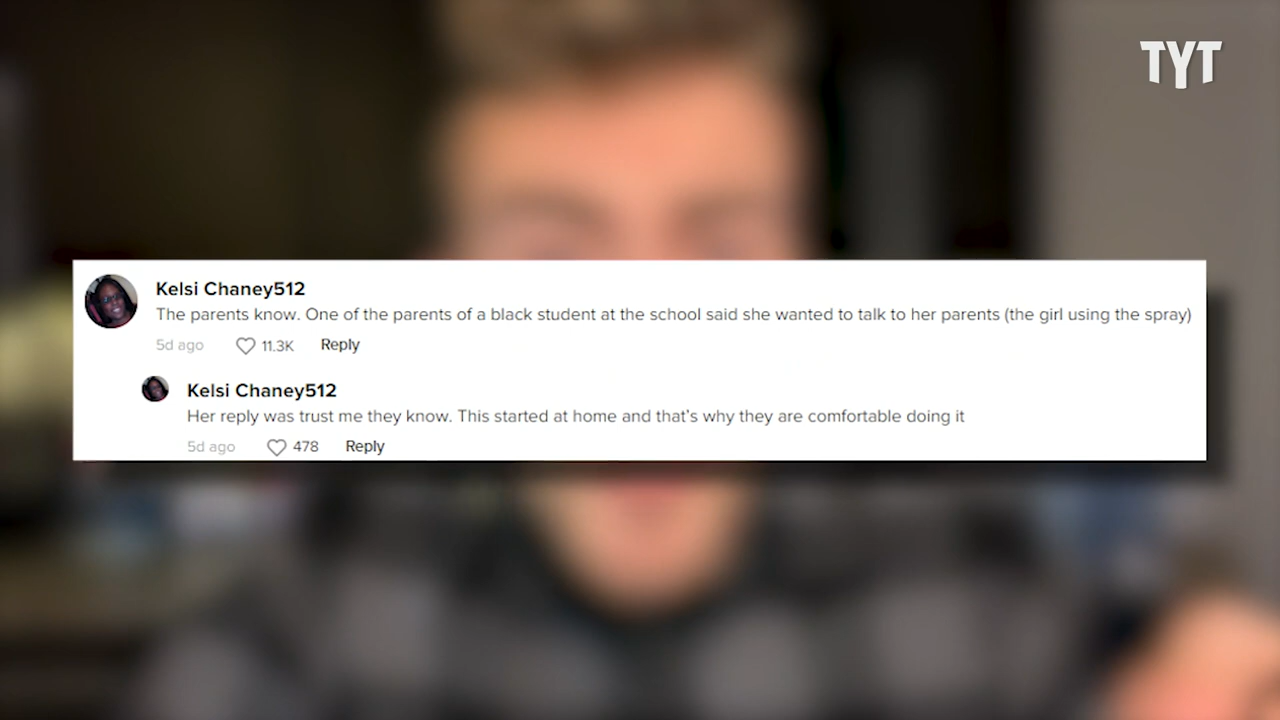 TYT
Kelsi Chaney512
The parents know. One of the parents of a black student at the school said she wanted to talk to her parents (the girl using the spray)
5d ago 11.3K Reply
Kelsi Chaney512
Her reply was trust me they know. This started at home and that's why they are comfortable doing it
5d ago 478 Reply